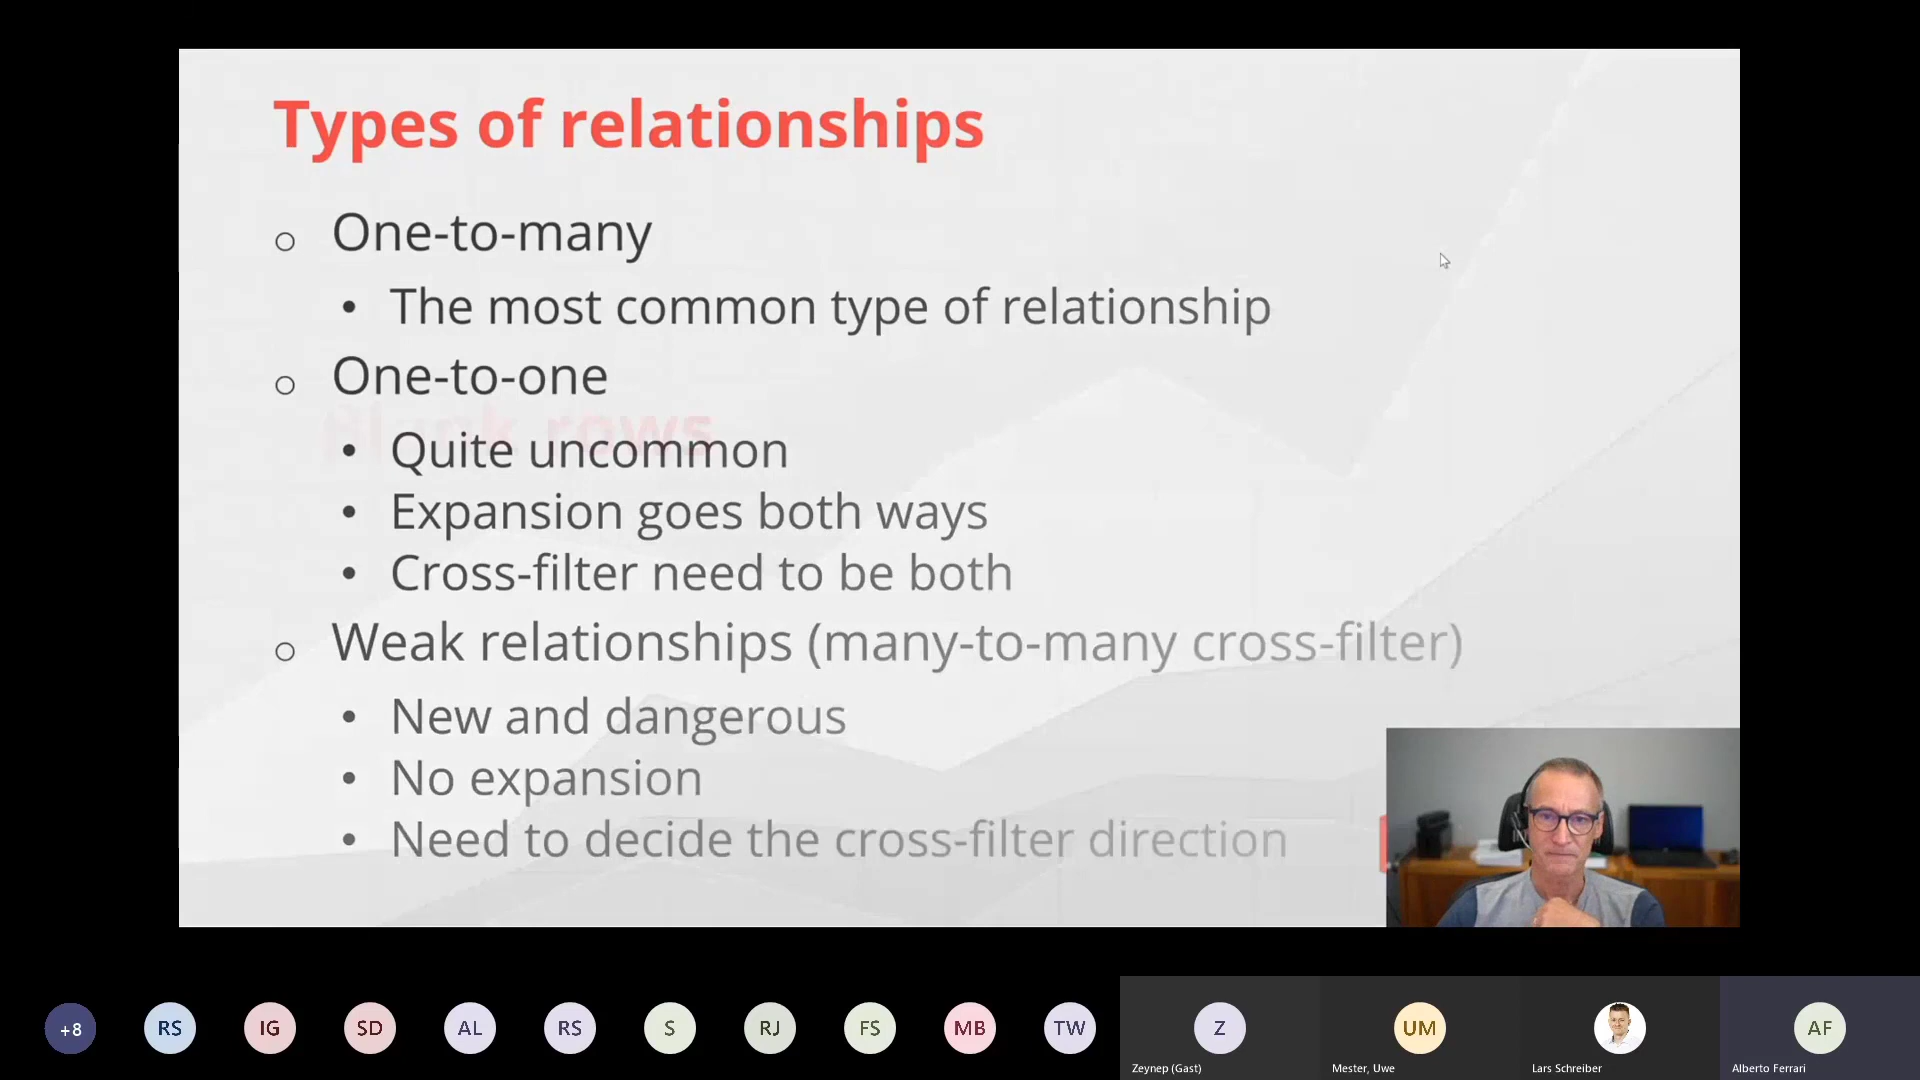 Types of relationships
One-to-many
The most common type of relationship
One-to-one
Blank rows
Quite uncommon
Expansion goes both ways
Cross-filter need to be both
Weak relationships (many-to-many cross-filter)
New and dangerous
No expansion
Need to decide the cross-filter direction
+8
RS
IG
SD
AL
RS
S
RJ
FS
MB
TW
Z
UM
AF
Zeynep (Gast)
Mester, Uwe
Lars Schreiber
Alberto Ferrari